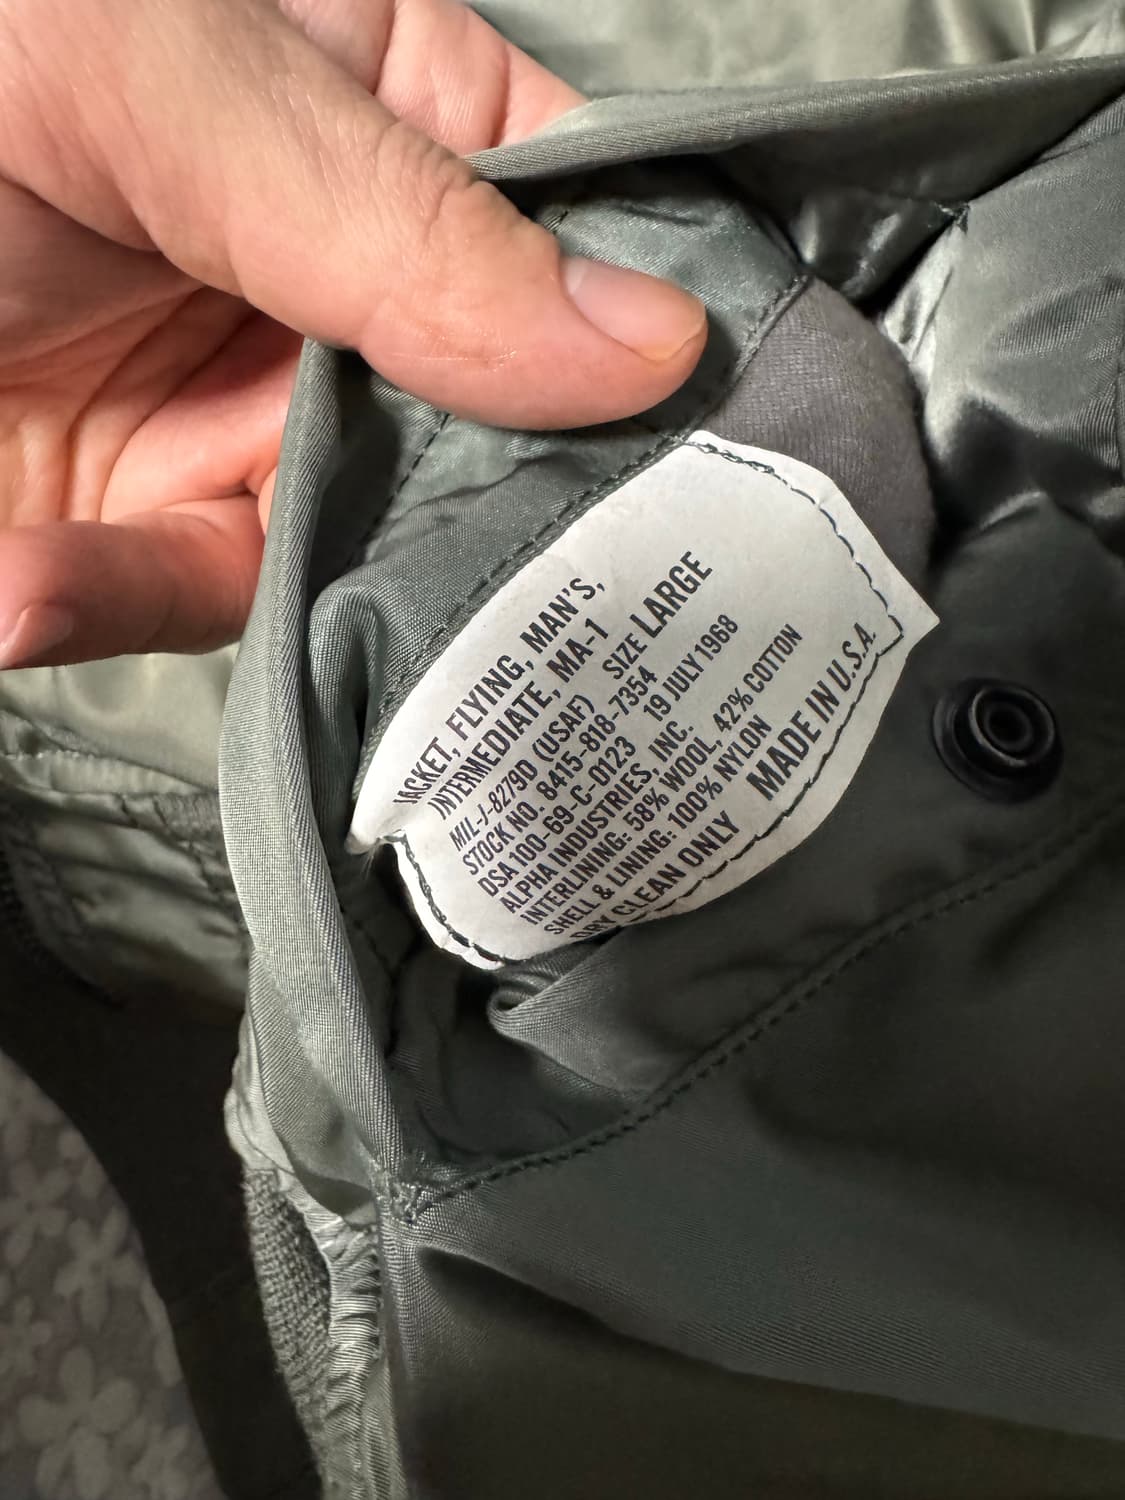 JACKET, FLYING, MAN'S,
INTERMEDIATE, MA-1
MIL-J-8279D (USAF) SIZE LARGE
STOCK NO. 8415-818-7354
DSA 100-69-C-0123 19 JULY 1968
ALPHA INDUSTRIES, INC.
INTERLINING: 58% WOOL, 42% COTTON
SHELL & LINING: 100% NYLON
DRY CLEAN ONLY MADE IN U.S.A.